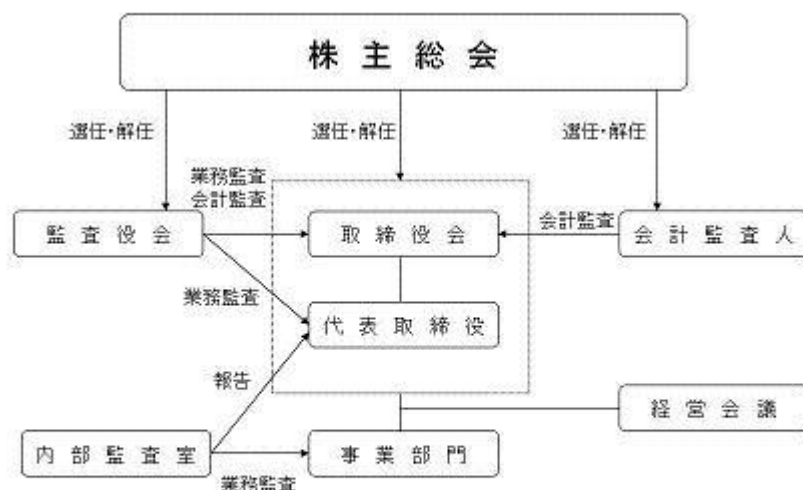 株主総会
選任・解任
選任・解任
選任・解任
業務監査
会計監査
監査役会
取締役会
会計監査
会計監査人
業務監査
代表取締役
報告
経営会議
内部監査室
事業部門
業務監査